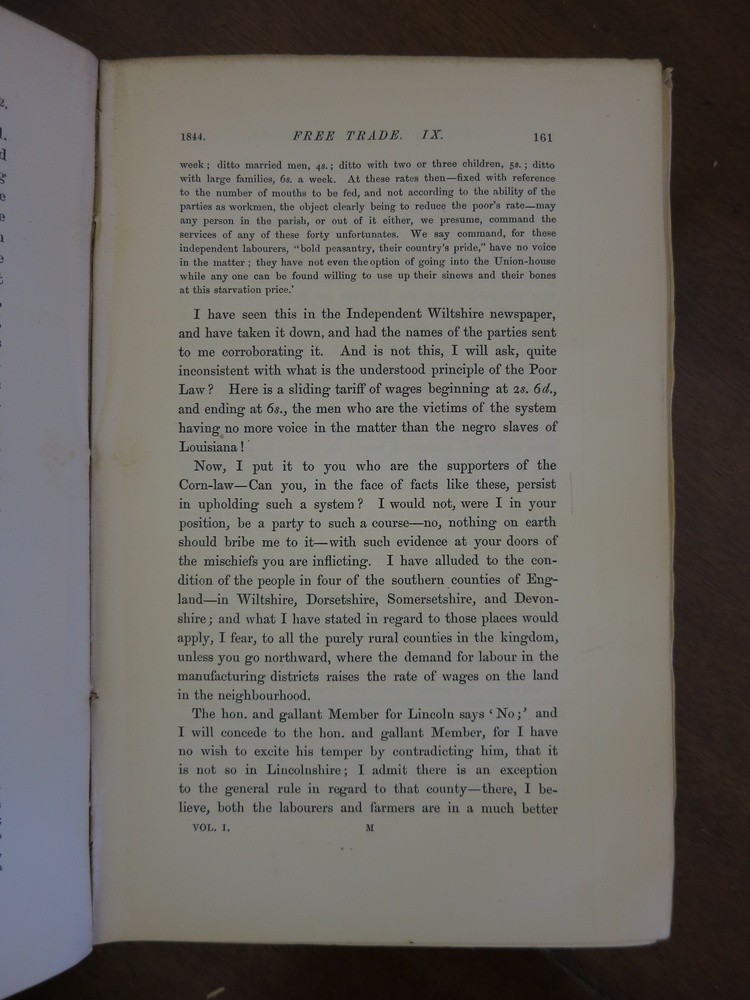 1844. FREE TRADE. IX. 161
week; ditto married men, 4s.; ditto with two or three children, 5s.; ditto
with large families, 6s. a week. At these rates then—fixed with reference
to the number of mouths to be fed, and not according to the ability of the
parties as workmen, the object clearly being to reduce the poor's rate—may
any person in the parish, or out of it either, we presume, command the
services of any of these forty unfortunates. We say command, for these
independent labourers, "bold peasantry, their country's pride," have no voice
in the matter; they have not even the option of going into the Union-house
while any one can be found willing to use up their sinews and their bones
at this starvation price.'
I have seen this in the Independent Wiltshire newspaper,
and have taken it down, and had the names of the parties sent
to me corroborating it. And is not this, I will ask, quite
inconsistent with what is the understood principle of the Poor
Law? Here is a sliding tariff of wages beginning at 2s. 6d.,
and ending at 6s., the men who are the victims of the system
having no more voice in the matter than the negro slaves of
Louisiana!
Now, I put it to you who are the supporters of the
Corn-law—Can you, in the face of facts like these, persist
in upholding such a system? I would not, were I in your
position, be a party to such a course—no, nothing on earth
should bribe me to it—with such evidence at your doors of
the mischiefs you are inflicting. I have alluded to the con-
dition of the people in four of the southern counties of Eng-
land—in Wiltshire, Dorsetshire, Somersetshire, and Devon-
shire; and what I have stated in regard to those places would
apply, I fear, to all the purely rural counties in the kingdom,
unless you go northward, where the demand for labour in the
manufacturing districts raises the rate of wages on the land
in the neighbourhood.
The hon. and gallant Member for Lincoln says 'No;' and
I will concede to the hon. and gallant Member, for I have
no wish to excite his temper by contradicting him, that it
is not so in Lincolnshire; I admit there is an exception
to the general rule in regard to that county—there, I be-
lieve, both the labourers and farmers are in a much better
VOL. I. M